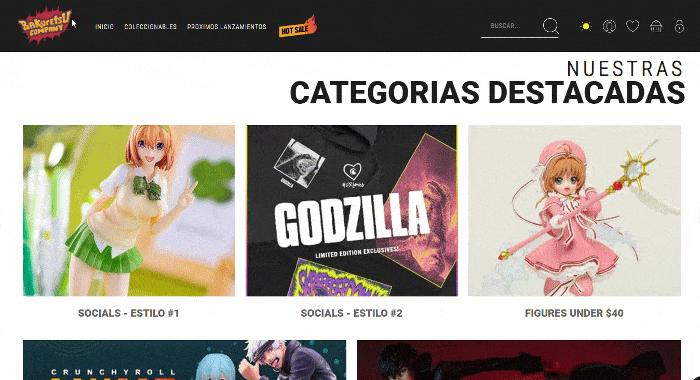 BAKURETSU
COMPANY
INICIO COLECCIONABLES PROXIMOS LANZAMIENTOS HOT SALE
BUSCAR...
NUESTRAS
CATEGORIAS DESTACADAS
GODZILLA
LIMITED EDITION EXCLUSIVES!
SOCIALS - ESTILO #1
SOCIALS - ESTILO #2
FIGURES UNDER $40
CRUNCHYROLL